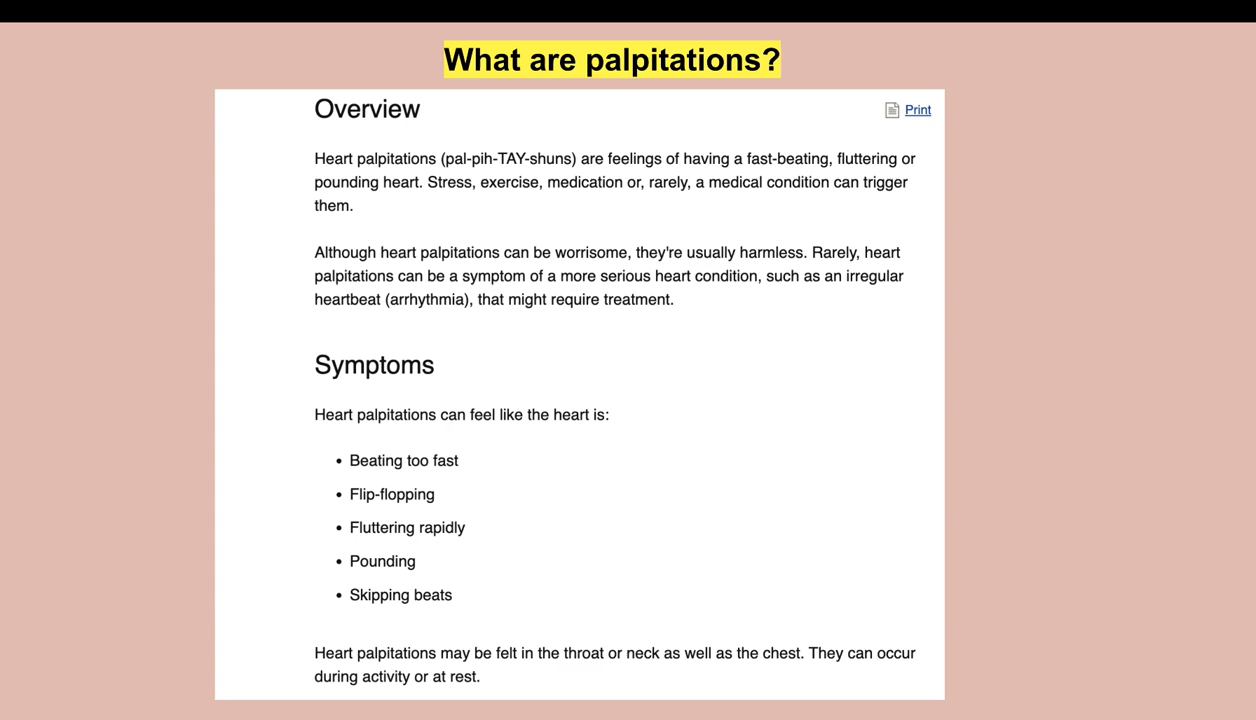 What are palpitations?
Overview
Print
Heart palpitations (pal-pih-TAY-shuns) are feelings of having a fast-beating, fluttering or
pounding heart. Stress, exercise, medication or, rarely, a medical condition can trigger
them.
Although heart palpitations can be worrisome, they're usually harmless. Rarely, heart
palpitations can be a symptom of a more serious heart condition, such as an irregular
heartbeat (arrhythmia), that might require treatment.
Symptoms
Heart palpitations can feel like the heart is:
• Beating too fast
• Flip-flopping
• Fluttering rapidly
• Pounding
• Skipping beats
Heart palpitations may be felt in the throat or neck as well as the chest. They can occur
during activity or at rest.